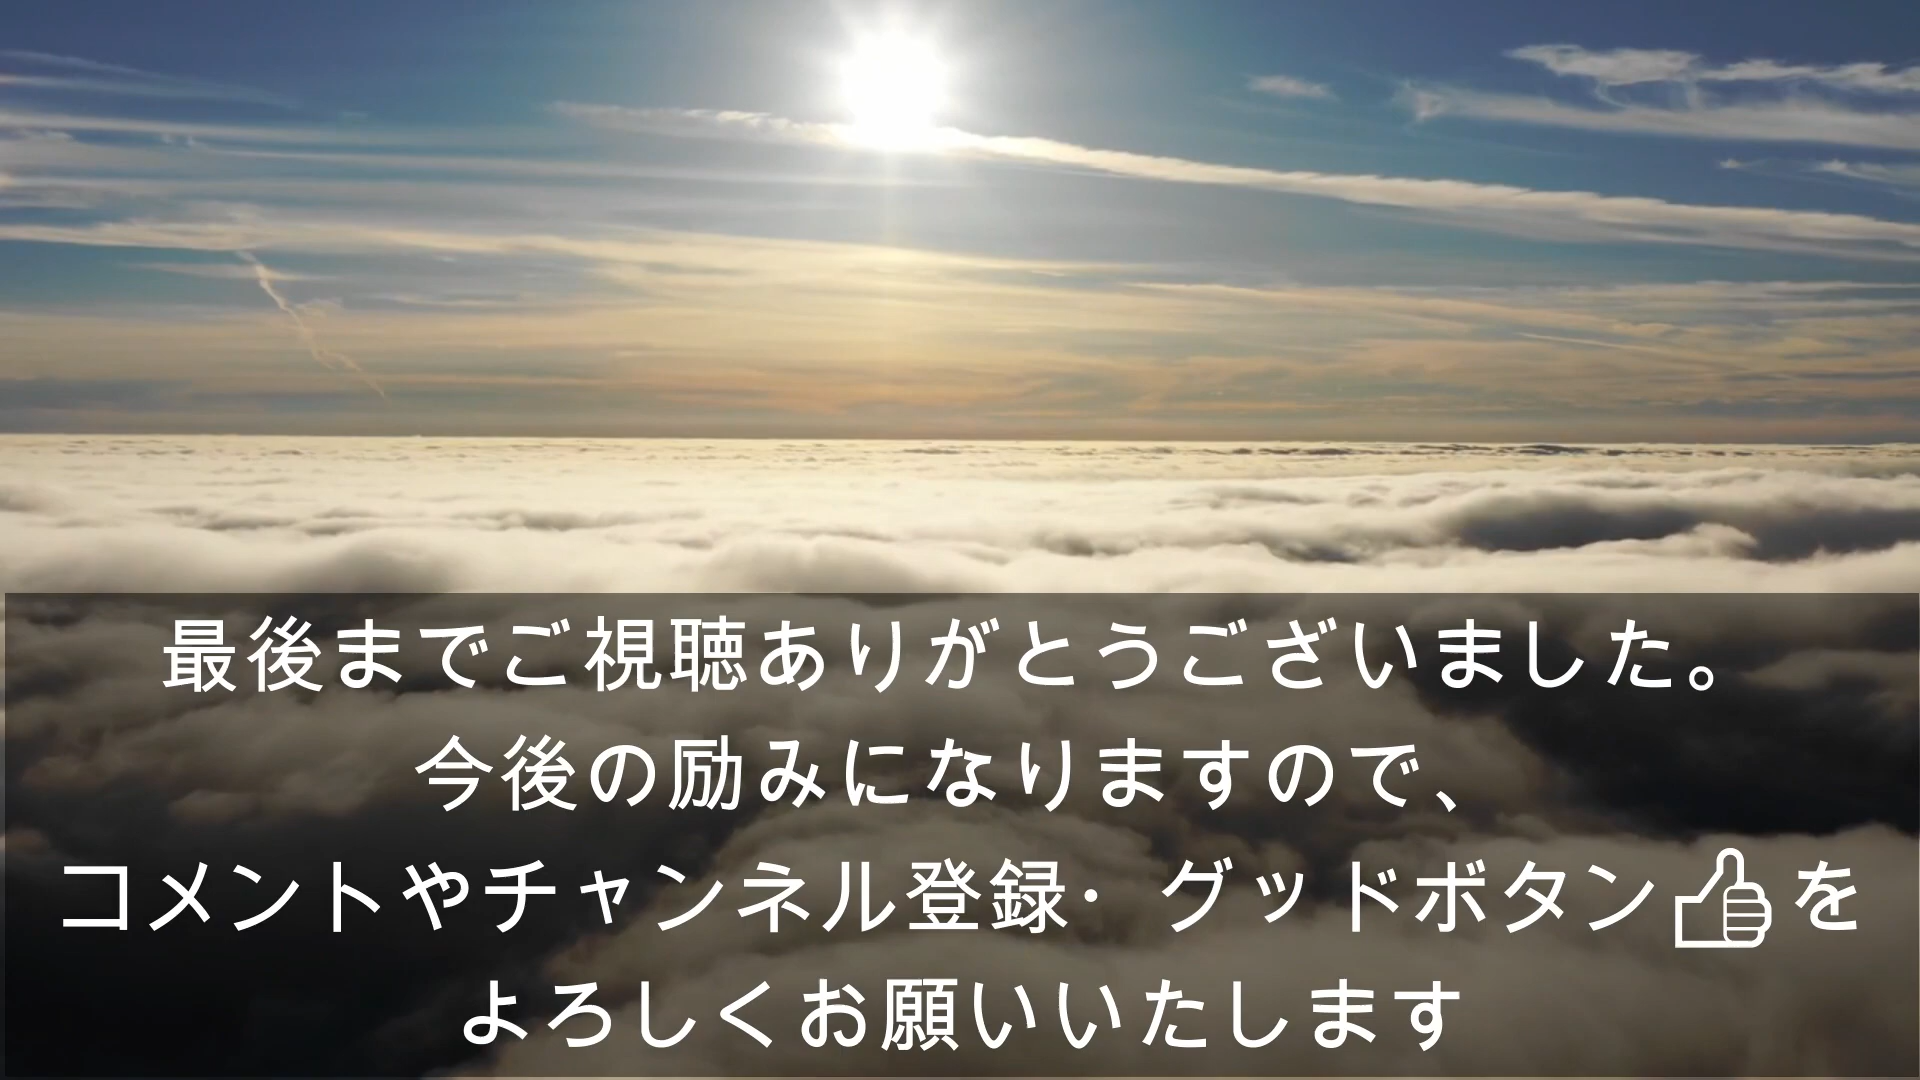 最後までご視聴ありがとうございました。
今後の励みになりますので、
コメントやチャンネル登録・グッドボタン👍を
よろしくお願いいたします